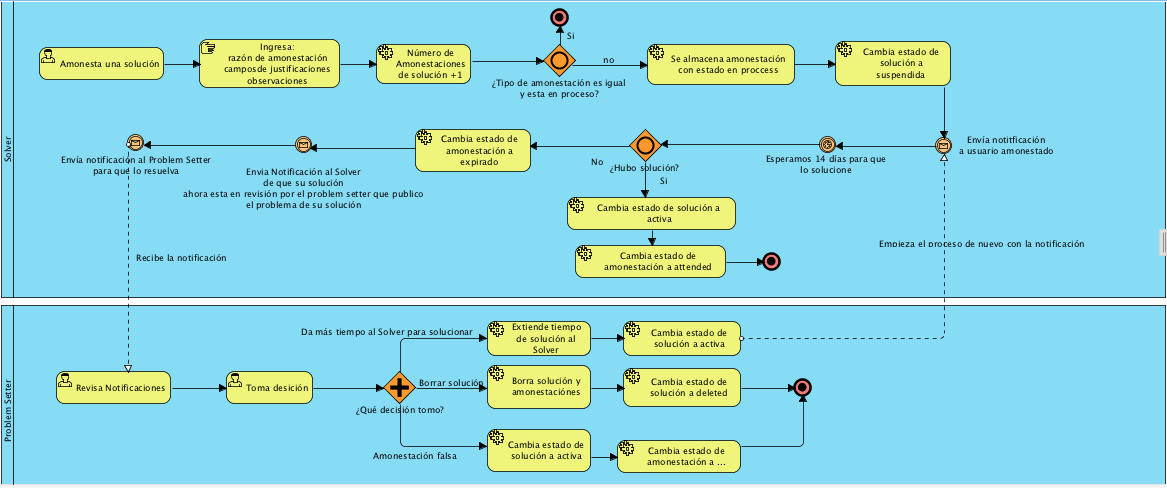 Solver
Amonesta una solución
Ingresa:
razón de amonestación
camposde justificaciones
observaciones
Número de
Amonestaciones
de solución +1
Si
¿Tipo de amonestación es igual
y esta en proceso?
no
Se almacena amonestación
con estado en proccess
Cambia estado de
solución a
suspendida
Envía notitficación
a usuario amonestado
Esperamos 14 días para que
lo solucione
¿Hubo solución?
No
Si
Cambia estado de
amonestación a
expirado
Envia Notificación al Solver
de que su solución
ahora esta en revisión por el problem setter que publico
el problema de su solución
Envía notificación al Problem Setter
para que lo resuelva
Cambia estado de solución a
activa
Cambia estado de
amonestación a attended
Recibe la notificación
Empieza el proceso de nuevo con la notificación
Problem Setter
Revisa Notificaciones
Toma desición
¿Qué decisión tomo?
Da más tiempo al Solver para solucionar
Extiende tiempo
de solución al
Solver
Cambia estado de
solución a activa
Borrar solución
Borra solución y
amonestaciónes
Cambia estado de
solución a deleted
Amonestación falsa
Cambia estado de
solución a activa
Cambia estado de
amonestación a ...